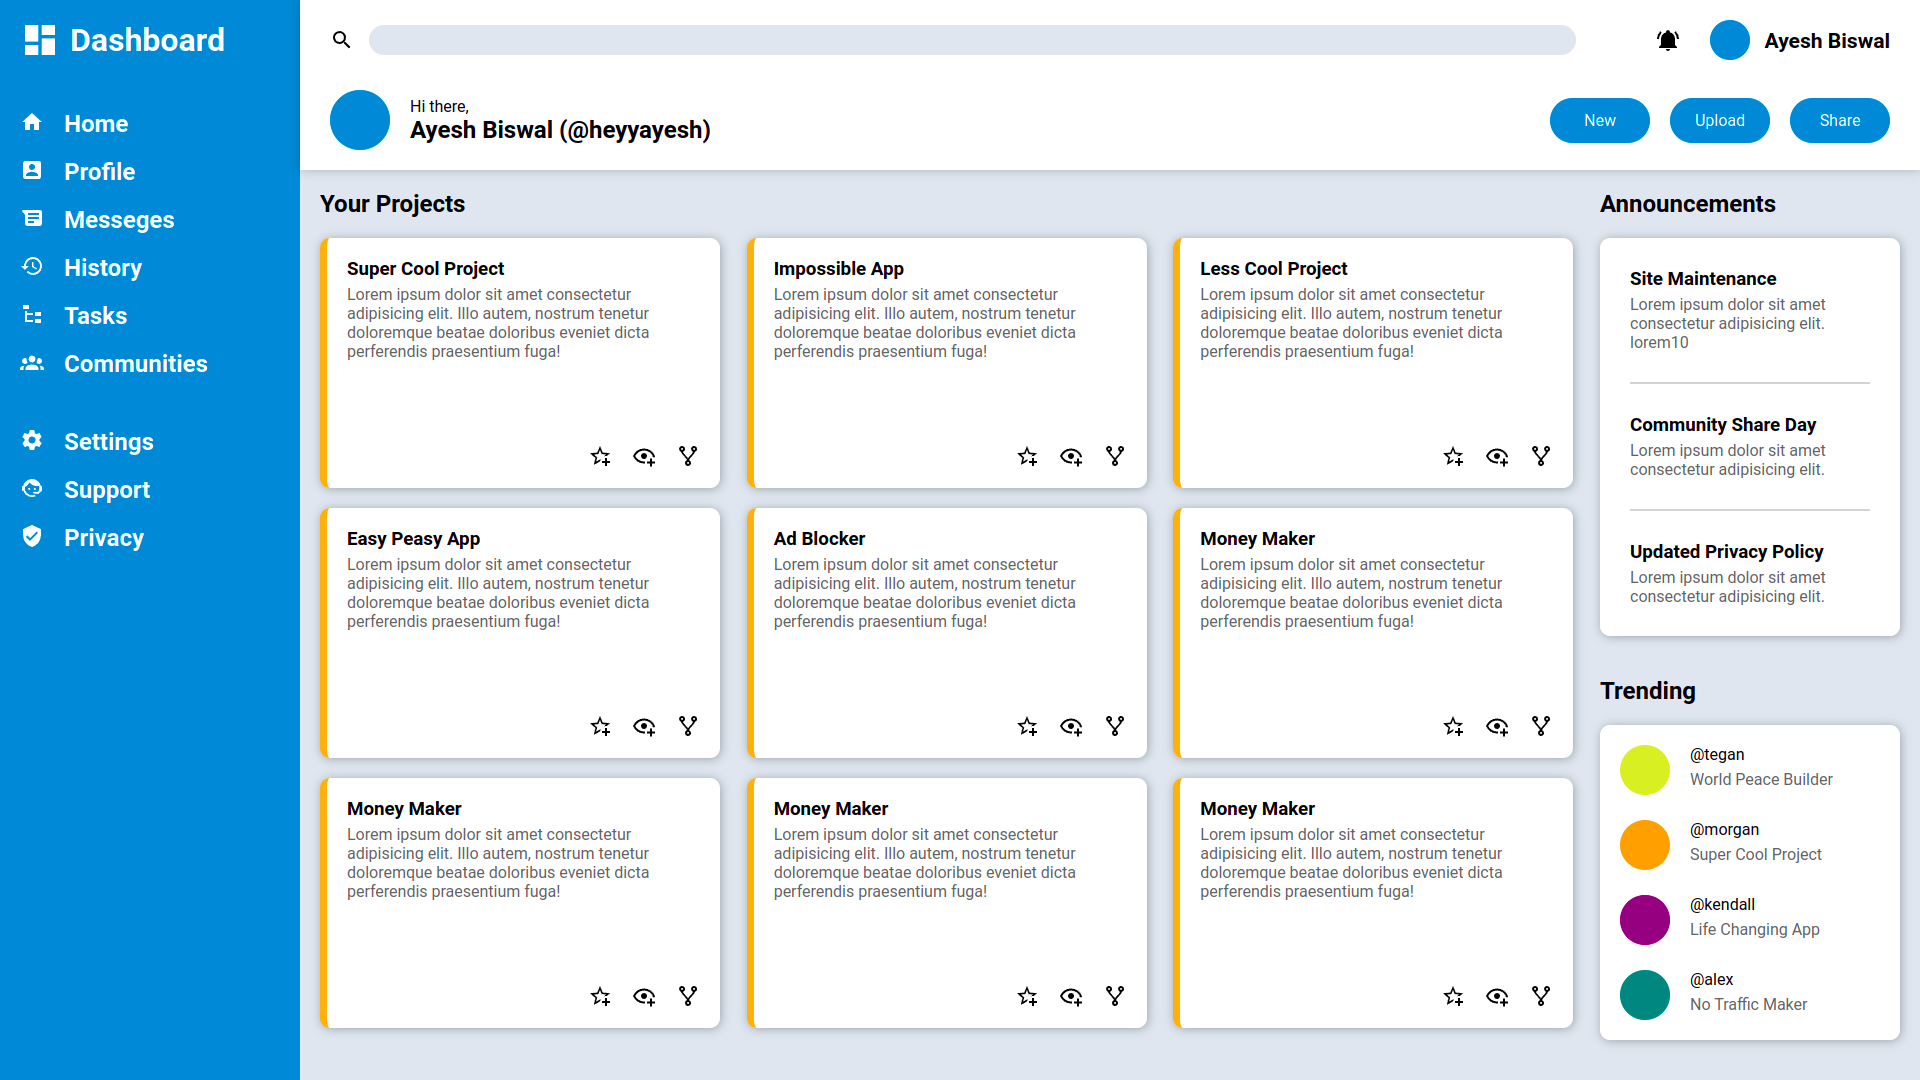 Dashboard
Home
Profile
Messeges
History
Tasks
Communities
Settings
Support
Privacy
Ayesh Biswal
Hi there,
Ayesh Biswal (@heyyayesh)
New
Upload
Share
Your Projects
Super Cool Project
Lorem ipsum dolor sit amet consectetur
adipisicing elit. Illo autem, nostrum tenetur
doloremque beatae doloribus eveniet dicta
perferendis praesentium fuga!
Impossible App
Lorem ipsum dolor sit amet consectetur
adipisicing elit. Illo autem, nostrum tenetur
doloremque beatae doloribus eveniet dicta
perferendis praesentium fuga!
Less Cool Project
Lorem ipsum dolor sit amet consectetur
adipisicing elit. Illo autem, nostrum tenetur
doloremque beatae doloribus eveniet dicta
perferendis praesentium fuga!
Easy Peasy App
Lorem ipsum dolor sit amet consectetur
adipisicing elit. Illo autem, nostrum tenetur
doloremque beatae doloribus eveniet dicta
perferendis praesentium fuga!
Ad Blocker
Lorem ipsum dolor sit amet consectetur
adipisicing elit. Illo autem, nostrum tenetur
doloremque beatae doloribus eveniet dicta
perferendis praesentium fuga!
Money Maker
Lorem ipsum dolor sit amet consectetur
adipisicing elit. Illo autem, nostrum tenetur
doloremque beatae doloribus eveniet dicta
perferendis praesentium fuga!
Money Maker
Lorem ipsum dolor sit amet consectetur
adipisicing elit. Illo autem, nostrum tenetur
doloremque beatae doloribus eveniet dicta
perferendis praesentium fuga!
Money Maker
Lorem ipsum dolor sit amet consectetur
adipisicing elit. Illo autem, nostrum tenetur
doloremque beatae doloribus eveniet dicta
perferendis praesentium fuga!
Money Maker
Lorem ipsum dolor sit amet consectetur
adipisicing elit. Illo autem, nostrum tenetur
doloremque beatae doloribus eveniet dicta
perferendis praesentium fuga!
Announcements
Site Maintenance
Lorem ipsum dolor sit amet
consectetur adipisicing elit.
lorem10
Community Share Day
Lorem ipsum dolor sit amet
consectetur adipisicing elit.
Updated Privacy Policy
Lorem ipsum dolor sit amet
consectetur adipisicing elit.
Trending
@tegan
World Peace Builder
@morgan
Super Cool Project
@kendall
Life Changing App
@alex
No Traffic Maker